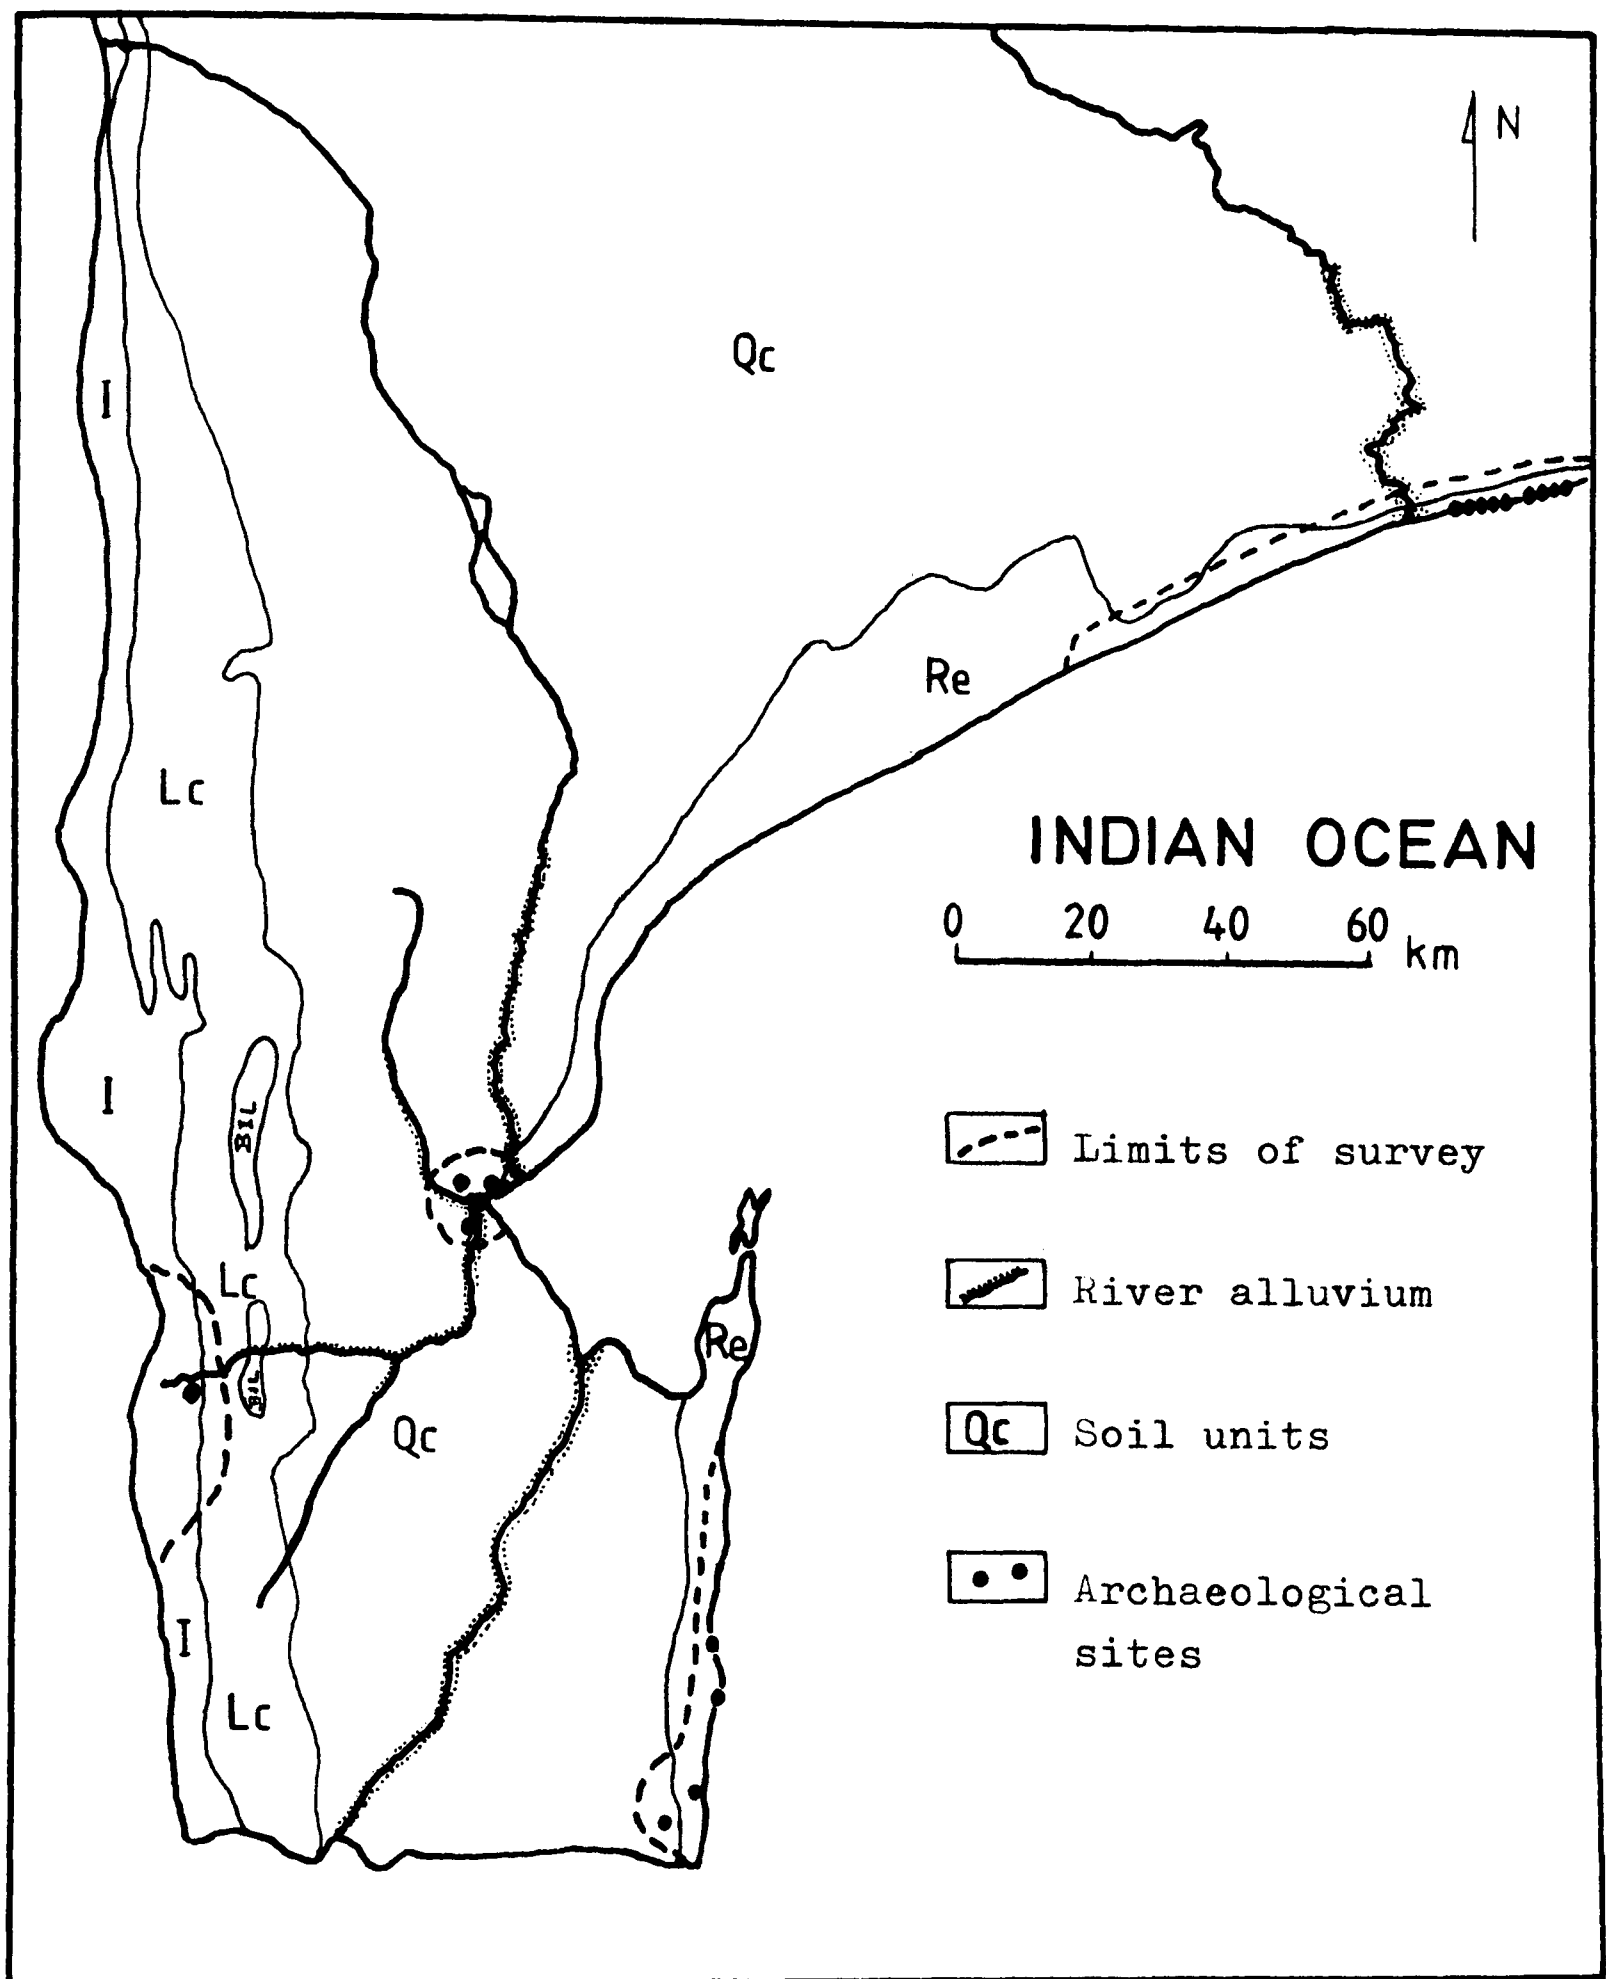 N
Qc
I
Re
Lc
INDIAN OCEAN
0 20 40 60 km
I
BIL
Limits of survey
Lc
River alluvium
Re
BIL
Qc
Qc Soil units
Archaeological
sites
I
Lc